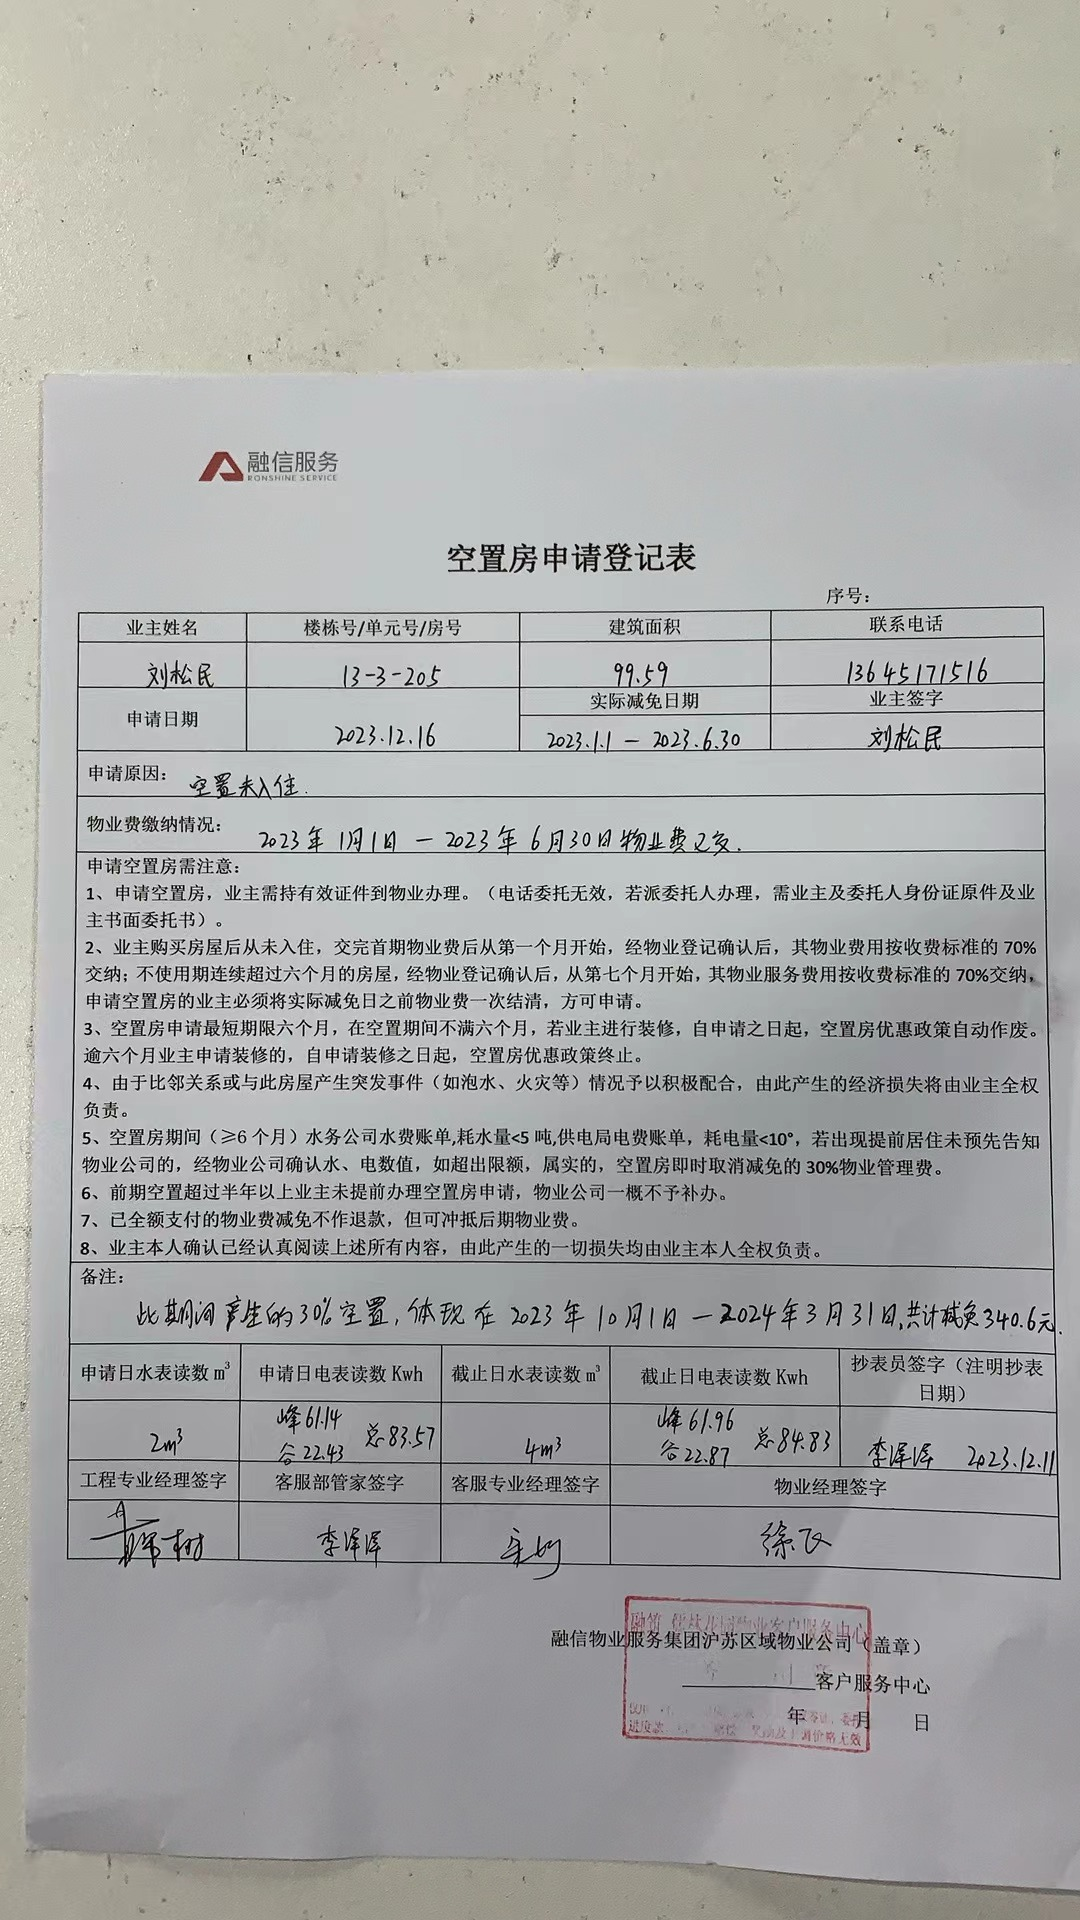 融信服务
RONSHINE SERVICE
空置房申请登记表
序号：
业主姓名 楼栋号/单元号/房号 建筑面积 联系电话
刘松民 13-3-205 99.59 13645171516
申请日期 2023.12.16 实际减免日期 业主签字
2023.1.1 — 2023.6.30 刘松民
申请原因： 空置未入住.
物业费缴纳情况： 2023年1月1日 — 2023年6月30日物业费已交.
申请空置房需注意：
1、申请空置房，业主需持有效证件到物业办理。（电话委托无效，若派委托人办理，需业主及委托人身份证原件及业
主书面委托书）。
2、业主购买房屋后从未入住，交完首期物业费后从第一个月开始，经物业登记确认后，其物业费用按收费标准的 70%
交纳；不使用期连续超过六个月的房屋，经物业登记确认后，从第七个月开始，其物业服务费用按收费标准的 70%交纳，
申请空置房的业主必须将实际减免日之前物业费一次结清，方可申请。
3、空置房申请最短期限六个月，在空置期间不满六个月，若业主进行装修，自申请之日起，空置房优惠政策自动作废。
逾六个月业主申请装修的，自申请装修之日起，空置房优惠政策终止。
4、由于比邻关系或与此房屋产生突发事件（如泡水、火灾等）情况予以积极配合，由此产生的经济损失将由业主全权
负责。
5、空置房期间（≥6 个月）水务公司水费账单,耗水量<5 吨,供电局电费账单，耗电量<10°，若出现提前居住未预先告知
物业公司的，经物业公司确认水、电数值，如超出限额，属实的，空置房即时取消减免的 30%物业管理费。
6、前期空置超过半年以上业主未提前办理空置房申请，物业公司一概不予补办。
7、已全额支付的物业费减免不作退款，但可冲抵后期物业费。
8、业主本人确认已经认真阅读上述所有内容，由此产生的一切损失均由业主本人全权负责。
备注：
此期间产生的30%空置，体现在2023年10月1日—2024年3月31日,共计减免340.6元.
申请日水表读数 m³ 申请日电表读数 Kwh 截止日水表读数 m³ 截止日电表读数 Kwh 抄表员签字（注明抄表
日期）
2m³ 峰61.14 谷22.43 总83.57 4m³ 峰61.96 谷22.87 总84.83 李泽泽 2023.12.11
工程专业经理签字 客服部管家签字 客服专业经理签字 物业经理签字
李泽泽 徐飞
融信物业服务集团沪苏区域物业公司（盖章）
客户服务中心
年 月 日